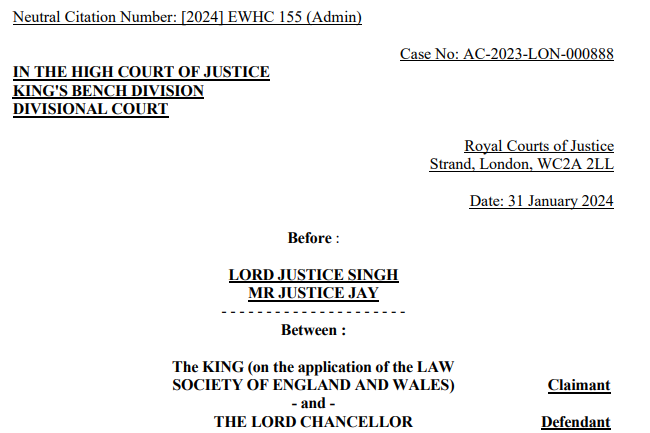 Neutral Citation Number: [2024] EWHC 155 (Admin)
Case No: AC-2023-LON-000888
IN THE HIGH COURT OF JUSTICE
KING'S BENCH DIVISION
DIVISIONAL COURT
Royal Courts of Justice
Strand, London, WC2A 2LL
Date: 31 January 2024
Before :
LORD JUSTICE SINGH
MR JUSTICE JAY
- - - - - - - - - - - - - - - - - - - - -
Between :
The KING (on the application of the LAW
SOCIETY OF ENGLAND AND WALES) Claimant
- and -
THE LORD CHANCELLOR Defendant